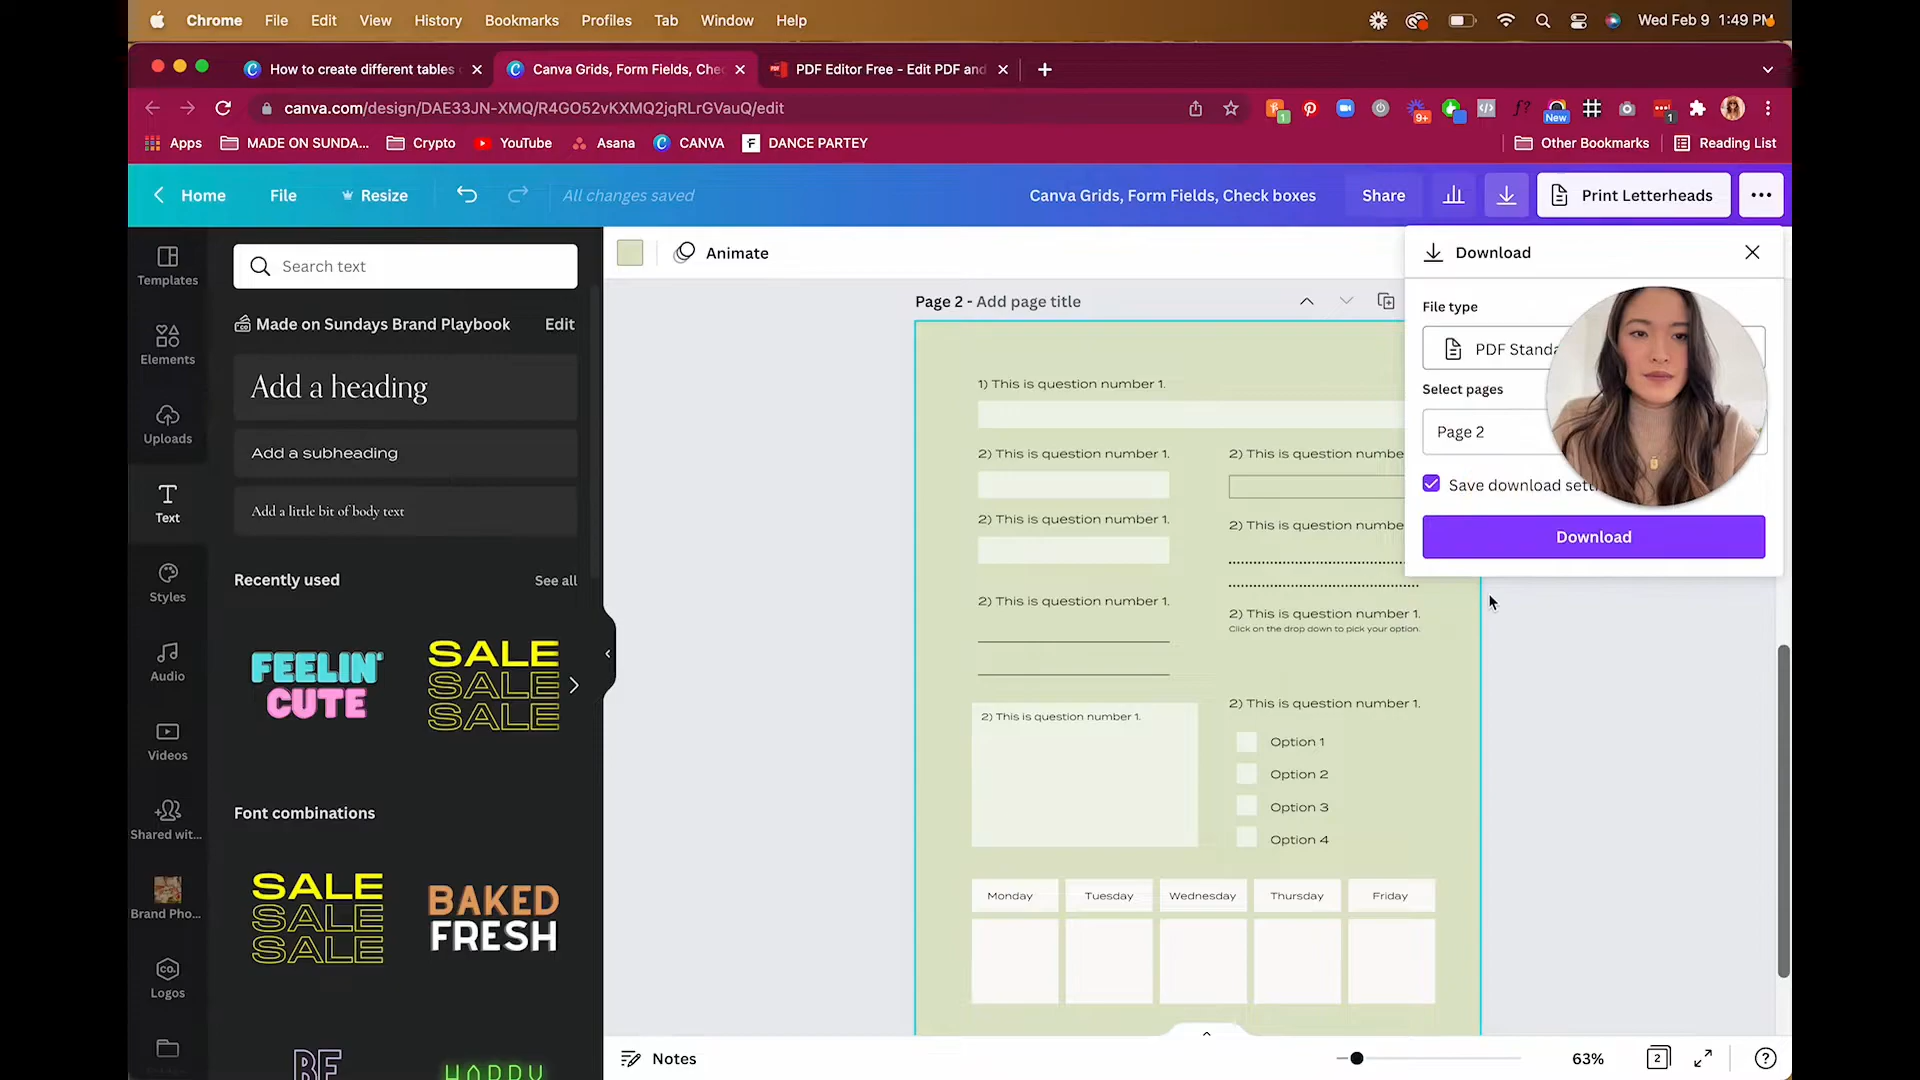 Chrome File Edit View History Bookmarks Profiles Tab Window Help
Wed Feb 9 1:49 PM
How to create different tables
Canva Grids, Form Fields, Che
PDF Editor Free - Edit PDF and
canva.com/design/DAE33JN-XMQ/R4GO52vKXMQ2jqRLrGVauQ/edit
1
9+
New
1
Apps MADE ON SUNDA... Crypto YouTube Asana CANVA DANCE PARTEY Other Bookmarks Reading List
Home File Resize All changes saved Canva Grids, Form Fields, Check boxes Share Print Letterheads
Templates
Elements
Uploads
Text
Styles
Audio
Videos
Shared wit...
Brand Pho...
CO.
Logos
Search text
Made on Sundays Brand Playbook Edit
Add a heading
Add a subheading
Add a little bit of body text
Recently used See all
FEELIN'
CUTE
SALE
SALE
SALE
Font combinations
SALE
SALE
SALE
BAKED
FRESH
BE
HAPPY
Animate
Page 2 - Add page title
1) This is question number 1.
2) This is question number 1.
2) This is question numbe
2) This is question number 1.
2) This is question numbe
2) This is question number 1.
2) This is question number 1.
Click on the drop down to pick your option.
2) This is question number 1.
2) This is question number 1.
Option 1
Option 2
Option 3
Option 4
Monday Tuesday Wednesday Thursday Friday
Download
File type
PDF Standa
Select pages
Page 2
Save download sett
Download
Notes
63%
2
?